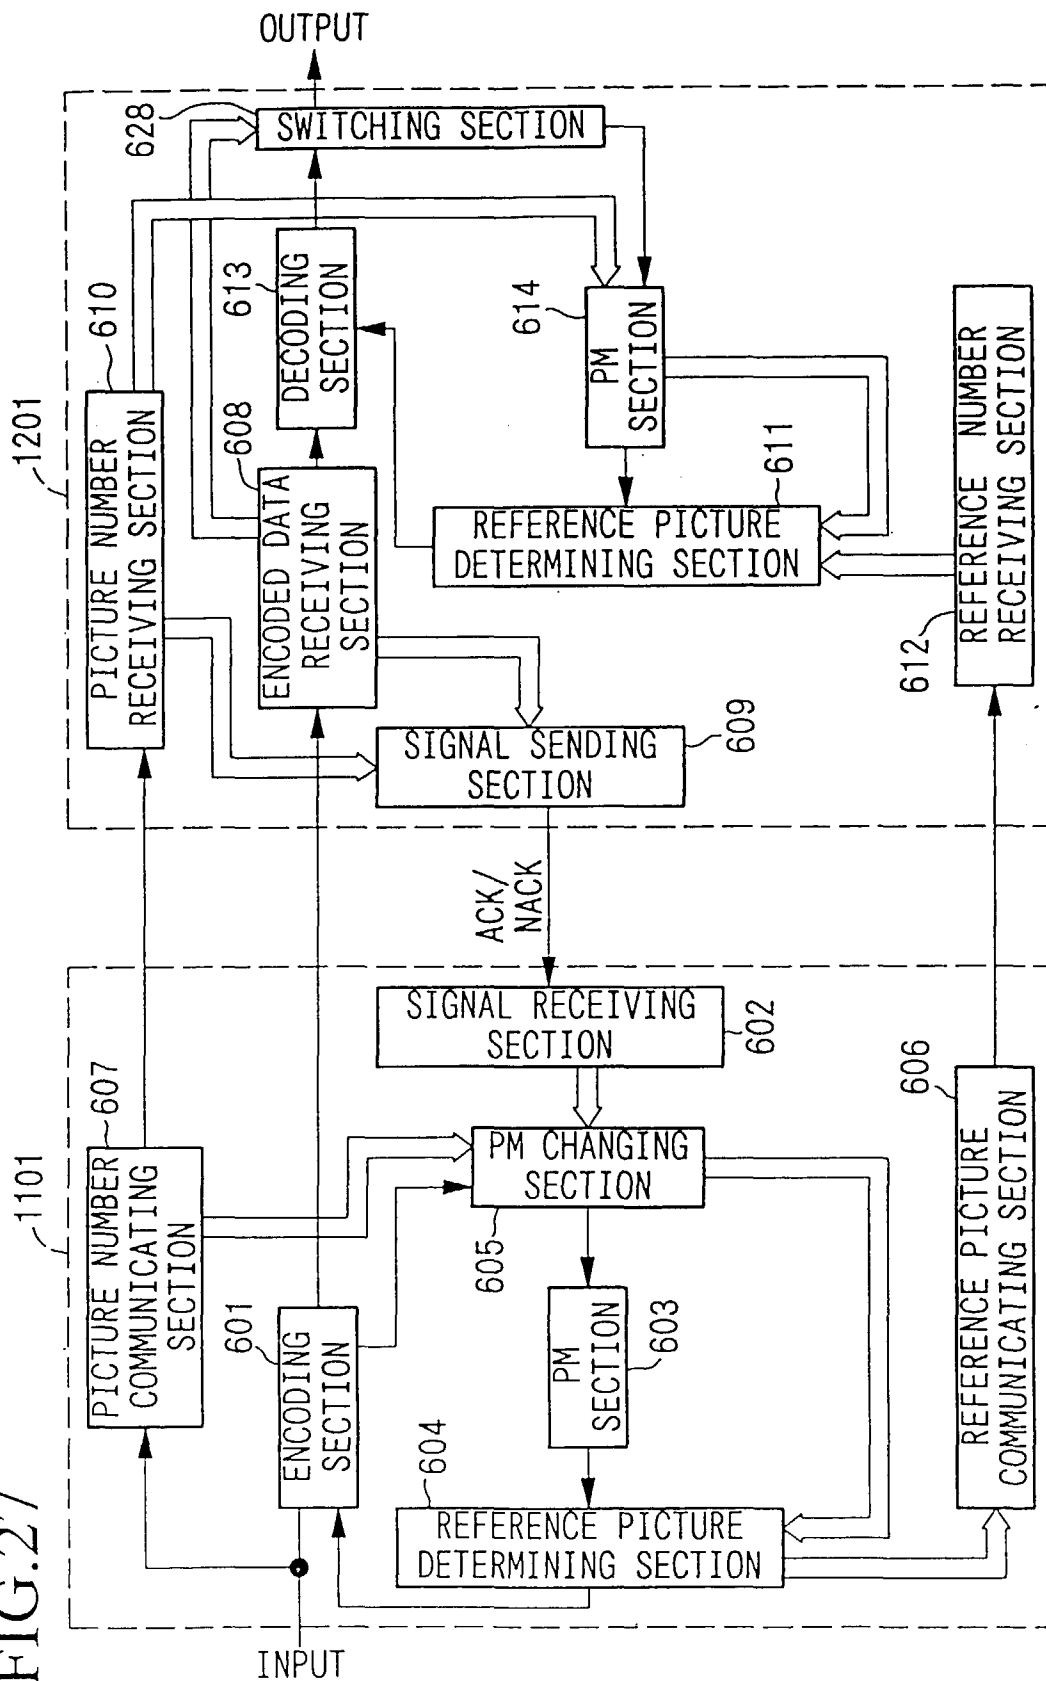 FIG.27
1101
1201
INPUT
PICTURE NUMBER
COMMUNICATING
SECTION
607
601
ENCODING
SECTION
604
REFERENCE PICTURE
DETERMINING SECTION
PM
SECTION
603
605
PM CHANGING
SECTION
SIGNAL RECEIVING
SECTION
602
606
REFERENCE PICTURE
COMMUNICATING SECTION
ACK/
NACK
PICTURE NUMBER
RECEIVING SECTION
610
ENCODED DATA
RECEIVING
SECTION
608
SIGNAL SENDING
SECTION
609
613
DECODING
SECTION
628
SWITCHING SECTION
OUTPUT
614
PM
SECTION
611
REFERENCE PICTURE
DETERMINING SECTION
612
REFERENCE NUMBER
RECEIVING SECTION